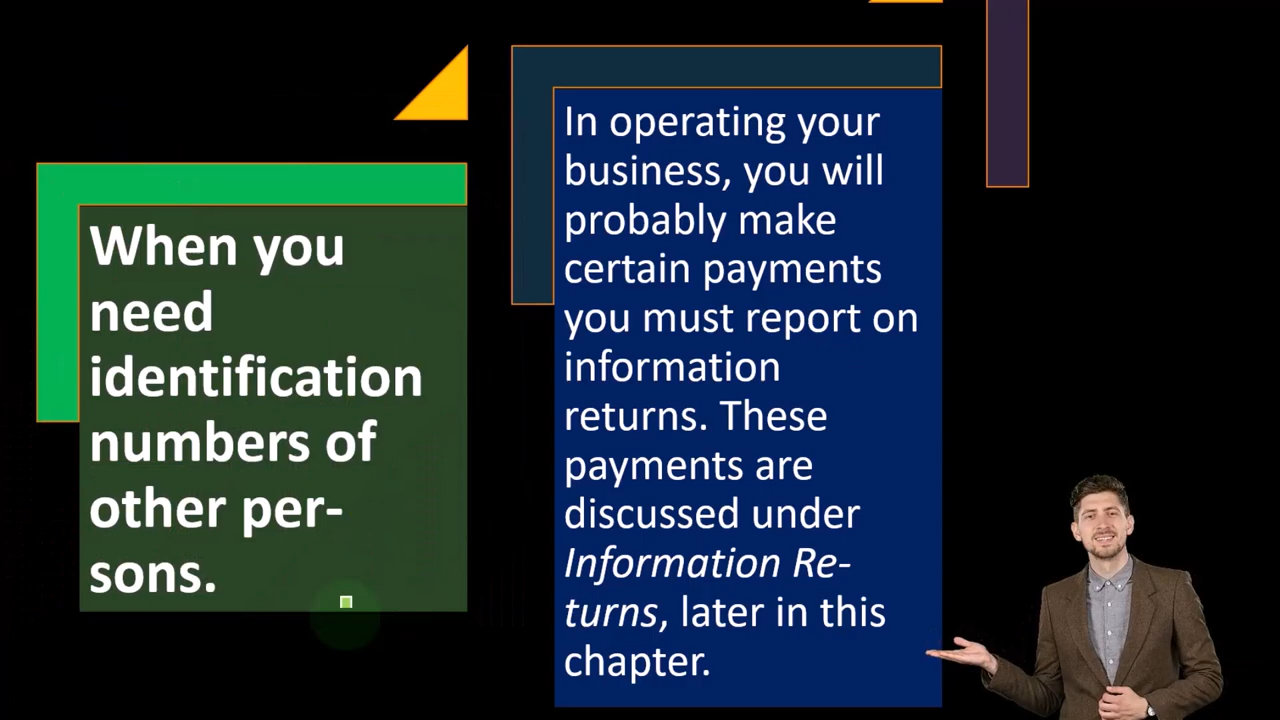 When you
need
identification
numbers of
other per-
sons.
In operating your
business, you will
probably make
certain payments
you must report on
information
returns. These
payments are
discussed under
Information Re-
turns, later in this
chapter.